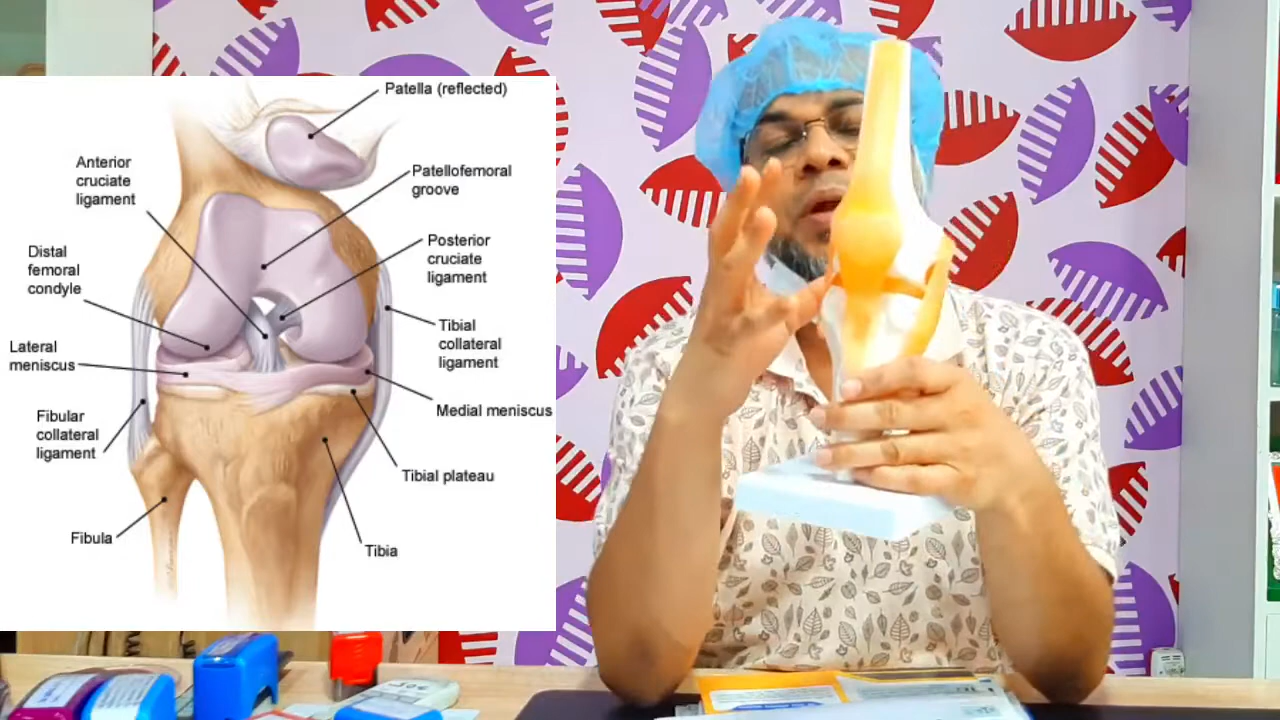 Patella (reflected)
Anterior
cruciate
ligament
Patellofemoral
groove
Distal
femoral
condyle
Posterior
cruciate
ligament
Lateral
meniscus
Tibial
collateral
ligament
Fibular
collateral
ligament
Medial meniscus
Tibial plateau
Fibula
Tibia